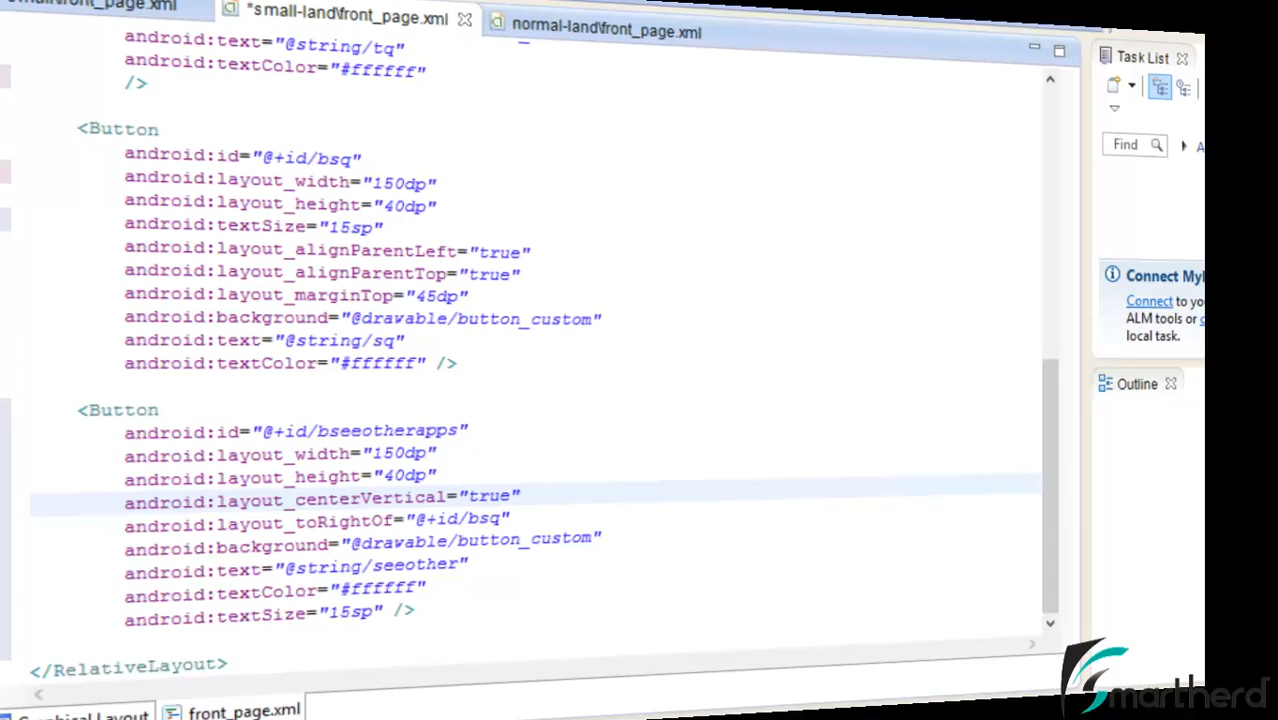 small\front_page.xml
*small-land\front_page.xml
normal-land\front_page.xml
android:text="@string/tq"
android:textColor="#ffffff"
/>
<Button
android:id="@+id/bsq"
android:layout_width="150dp"
android:layout_height="40dp"
android:textSize="15sp"
android:layout_alignParentLeft="true"
android:layout_alignParentTop="true"
android:layout_marginTop="45dp"
android:background="@drawable/button_custom"
android:text="@string/sq"
android:textColor="#ffffff" />
<Button
android:id="@+id/bseeotherapps"
android:layout_width="150dp"
android:layout_height="40dp"
android:layout_centerVertical="true"
android:layout_toRightOf="@+id/bsq"
android:background="@drawable/button_custom"
android:text="@string/seeother"
android:textColor="#ffffff"
android:textSize="15sp" />
</RelativeLayout>
Graphical Layout
front_page.xml
Task List
Find
A
Connect Myl
Connect to yo
ALM tools or
local task.
Outline
smartherd